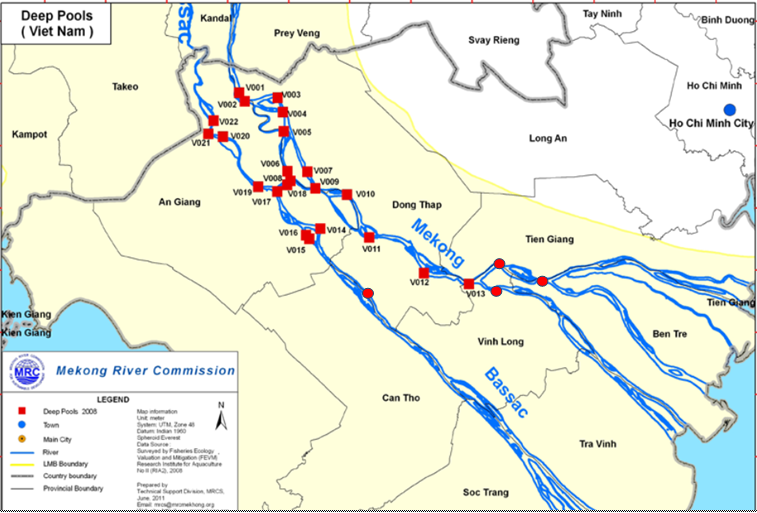 Deep Pools
( Viet Nam )
Kandal
Prey Veng
Svay Rieng
Tay Ninh
Binh Duong
Takeo
Kampot
Ho Chi Minh
Ho Chi Minh City
Long An
An Giang
Dong Thap
Tien Giang
Tien Giang
Kien Giang
Kien Giang
Vinh Long
Ben Tre
Can Tho
Tra Vinh
Soc Trang
Mekong
Bassac
V001
V002
V003
V004
V005
V006
V007
V008
V009
V010
V011
V012
V013
V014
V015
V016
V017
V018
V019
V020
V021
V022
MRC
Mekong River Commission
LEGEND
Deep Pools 2008
Town
Main City
River
LMB Boundary
Country boundary
Provincial Boundary
N
Map information
Unit: meter
System: UTM, Zone 48
Datum: Indian 1960
Spheroid Everest
Data Source:
Surveyed by Fisheries Ecology
Valuation and Mitigation (FEVM)
Research Institute for Aquaculture
No II (RIA2), 2008
Prepared by
Technical Support Division, MRCS,
June, 2011
Email: mrcs@mrcmekong.org